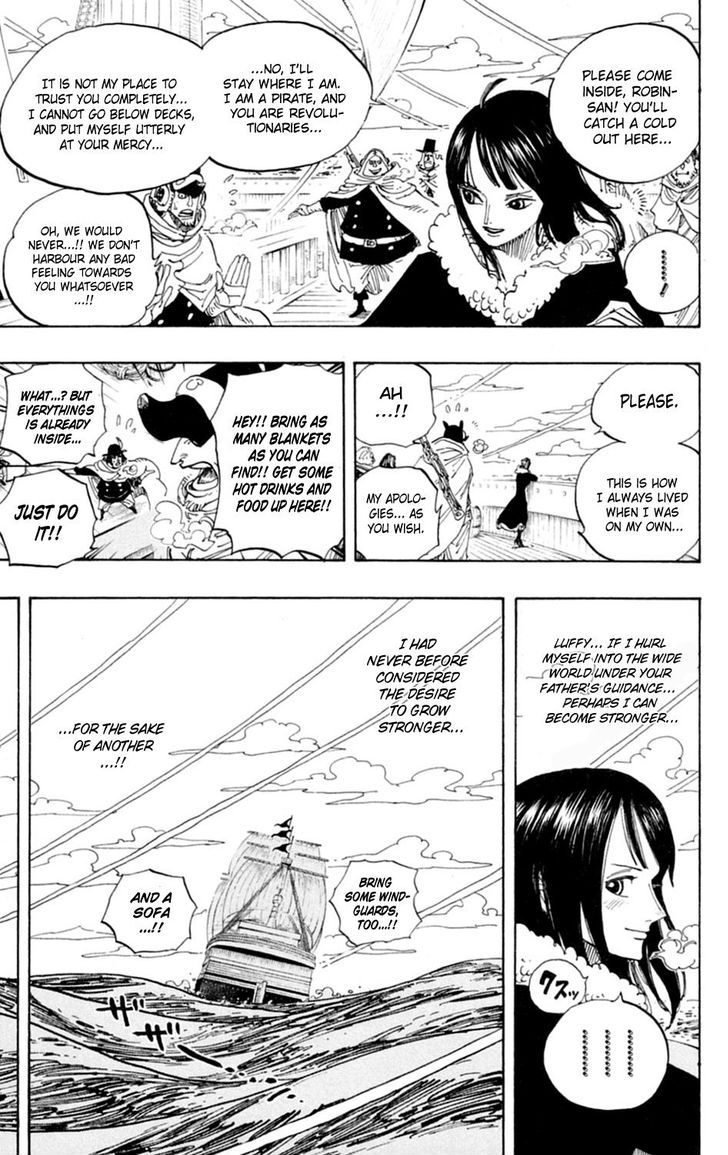 PLEASE COME
INSIDE, ROBIN-
SAN! YOU'LL
CATCH A COLD
OUT HERE...
...NO, I'LL
STAY WHERE I AM.
I AM A PIRATE, AND
YOU ARE REVOLU-
TIONARIES...
IT IS NOT MY PLACE TO
TRUST YOU COMPLETELY...
I CANNOT GO BELOW DECKS,
AND PUT MYSELF UTTERLY
AT YOUR MERCY...
OH, WE WOULD
NEVER...!! WE DON'T
HARBOUR ANY BAD
FEELING TOWARDS
YOU WHATSOEVER
...!!
PLEASE.
THIS IS HOW
I ALWAYS LIVED
WHEN I WAS
ON MY OWN...
AH
...!!
MY APOLO-
GIES... AS
YOU WISH.
HEY!! BRING AS
MANY BLANKETS
AS YOU CAN
FIND!! GET SOME
HOT DRINKS AND
FOOD UP HERE!!
WHAT...? BUT
EVERYTHINGS
IS ALREADY
INSIDE...
JUST DO
IT!!
LUFFY... IF I HURL
MYSELF INTO THE WIDE
WORLD UNDER YOUR
FATHER'S GUIDANCE...
PERHAPS I CAN
BECOME STRONGER...
クスッ
I HAD
NEVER BEFORE
CONSIDERED
THE DESIRE
TO GROW
STRONGER...
...FOR THE SAKE
OF ANOTHER
...!!
BRING
SOME WIND-
GUARDS,
TOO...!!
AND A
SOFA
...!!
ザザ